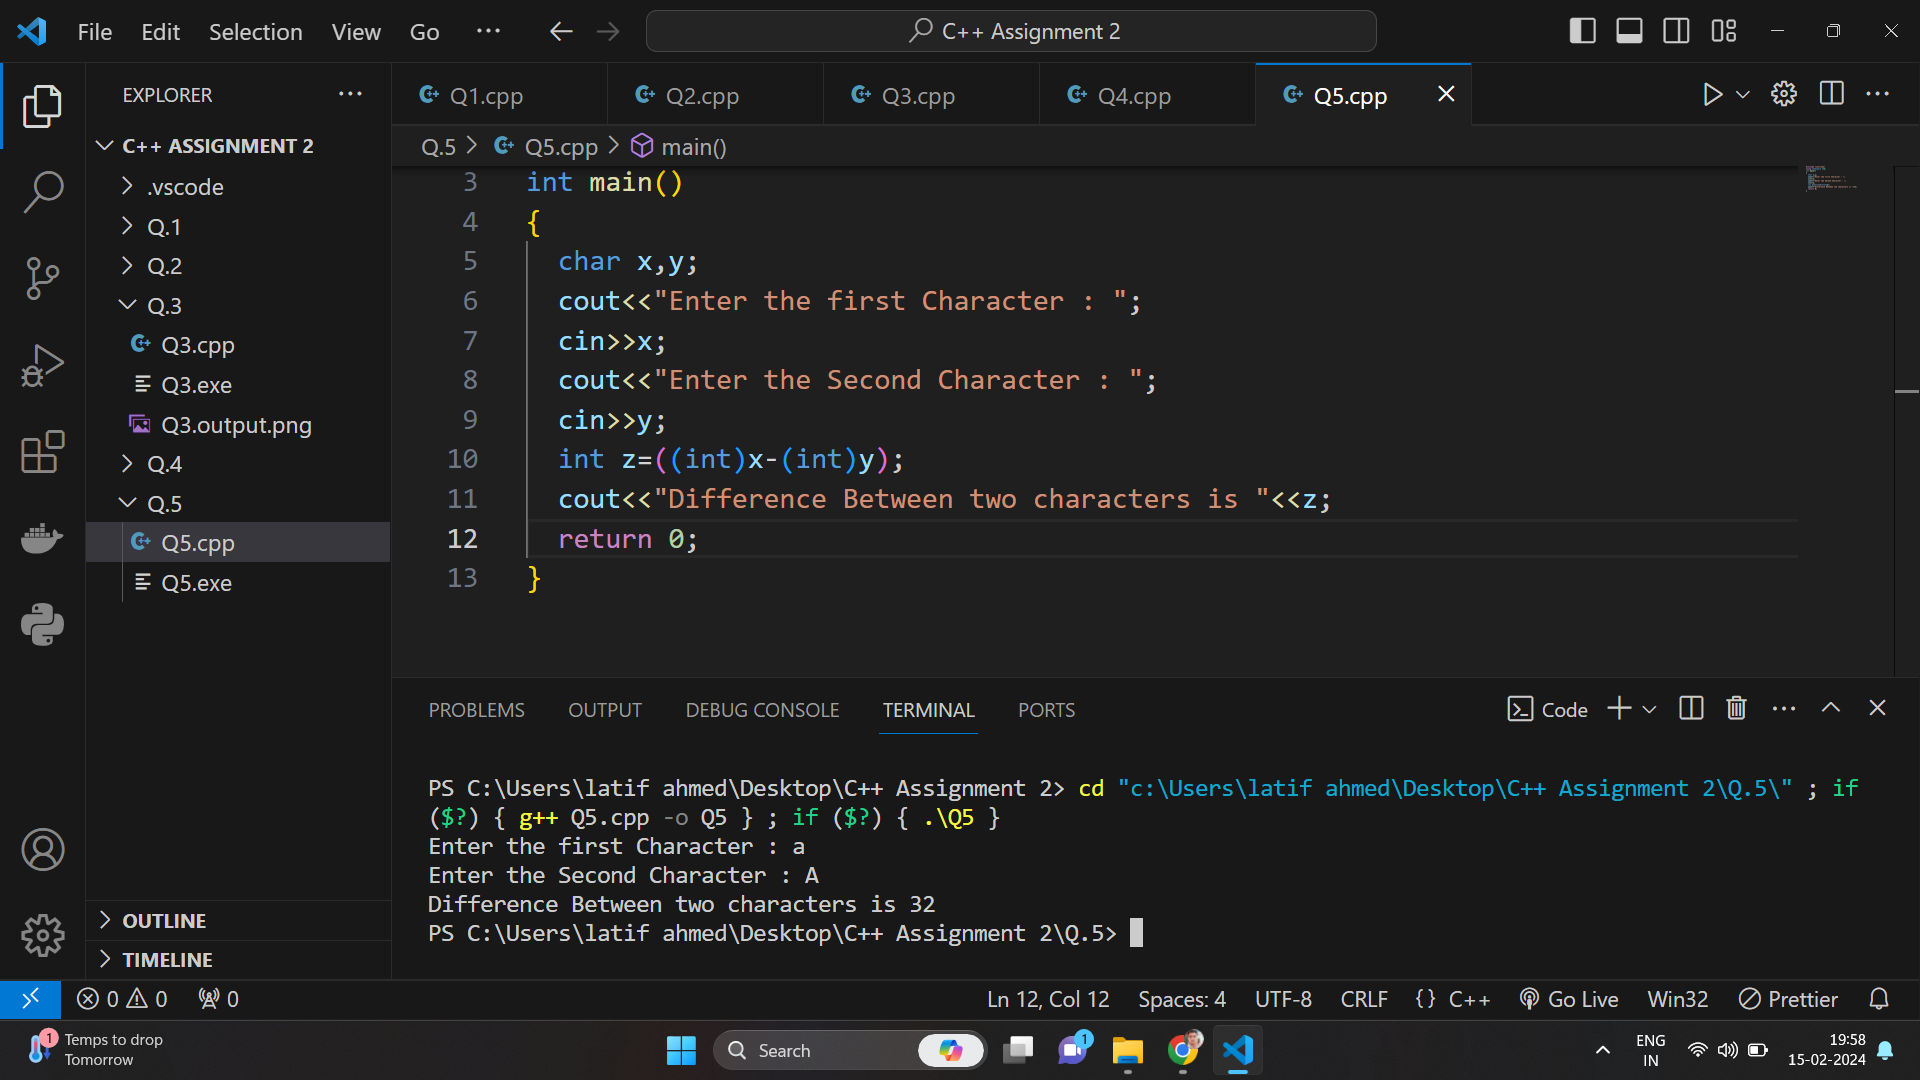 File Edit Selection View Go ...
C++ Assignment 2
EXPLORER ...
C++ ASSIGNMENT 2
.vscode
Q.1
Q.2
Q.3
Q3.cpp
Q3.exe
Q3.output.png
Q.4
Q.5
Q5.cpp
Q5.exe
OUTLINE
TIMELINE
Q1.cpp Q2.cpp Q3.cpp Q4.cpp Q5.cpp
Q.5 > Q5.cpp > main()
3 int main()
4 {
5 char x,y;
6 cout<<"Enter the first Character : ";
7 cin>>x;
8 cout<<"Enter the Second Character : ";
9 cin>>y;
10 int z=((int)x-(int)y);
11 cout<<"Difference Between two characters is "<<z;
12 return 0;
13 }
PROBLEMS OUTPUT DEBUG CONSOLE TERMINAL PORTS
Code
PS C:\Users\latif ahmed\Desktop\C++ Assignment 2> cd "c:\Users\latif ahmed\Desktop\C++ Assignment 2\Q.5\" ; if
($?) { g++ Q5.cpp -o Q5 } ; if ($?) { .\Q5 }
Enter the first Character : a
Enter the Second Character : A
Difference Between two characters is 32
PS C:\Users\latif ahmed\Desktop\C++ Assignment 2\Q.5>
0 0 0
Ln 12, Col 12 Spaces: 4 UTF-8 CRLF {} C++ Go Live Win32 Prettier
1
Temps to drop
Tomorrow
Search
1
ENG
IN
19:58
15-02-2024